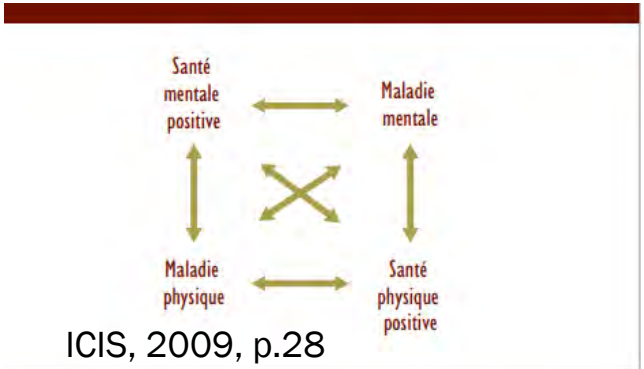 Santé
mentale
positive
Maladie
mentale
Maladie
physique
Santé
physique
positive
ICIS, 2009, p.28